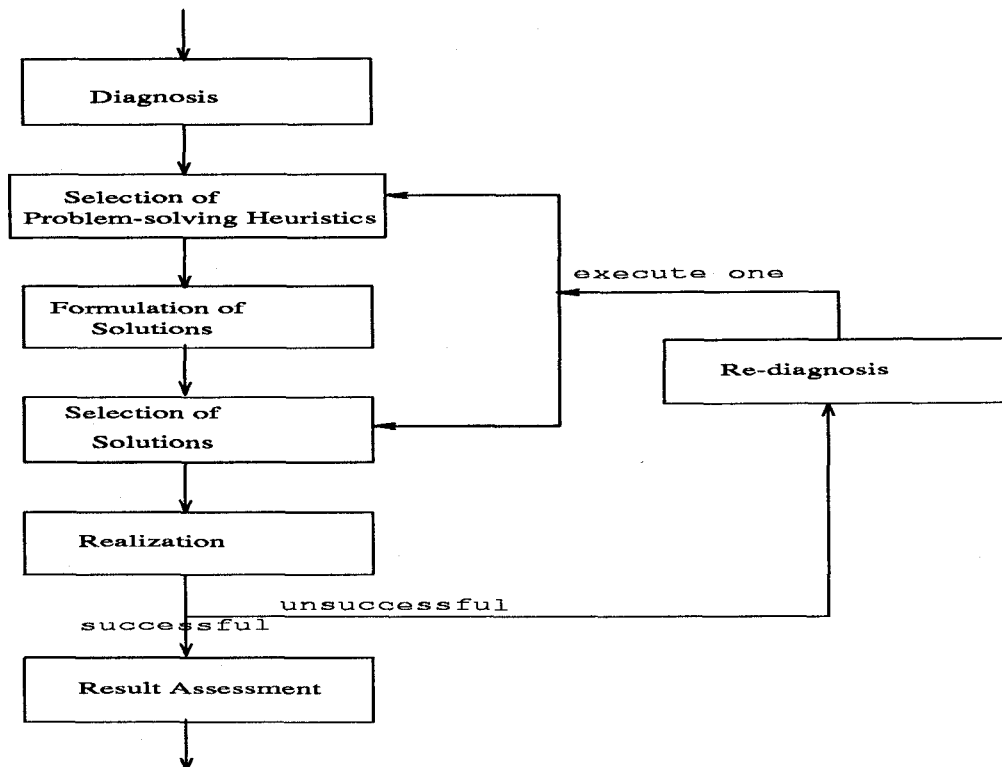 Diagnosis
Selection of
Problem-solving Heuristics
execute one
Formulation of
Solutions
Re-diagnosis
Selection of
Solutions
Realization
unsuccessful
successful
Result Assessment